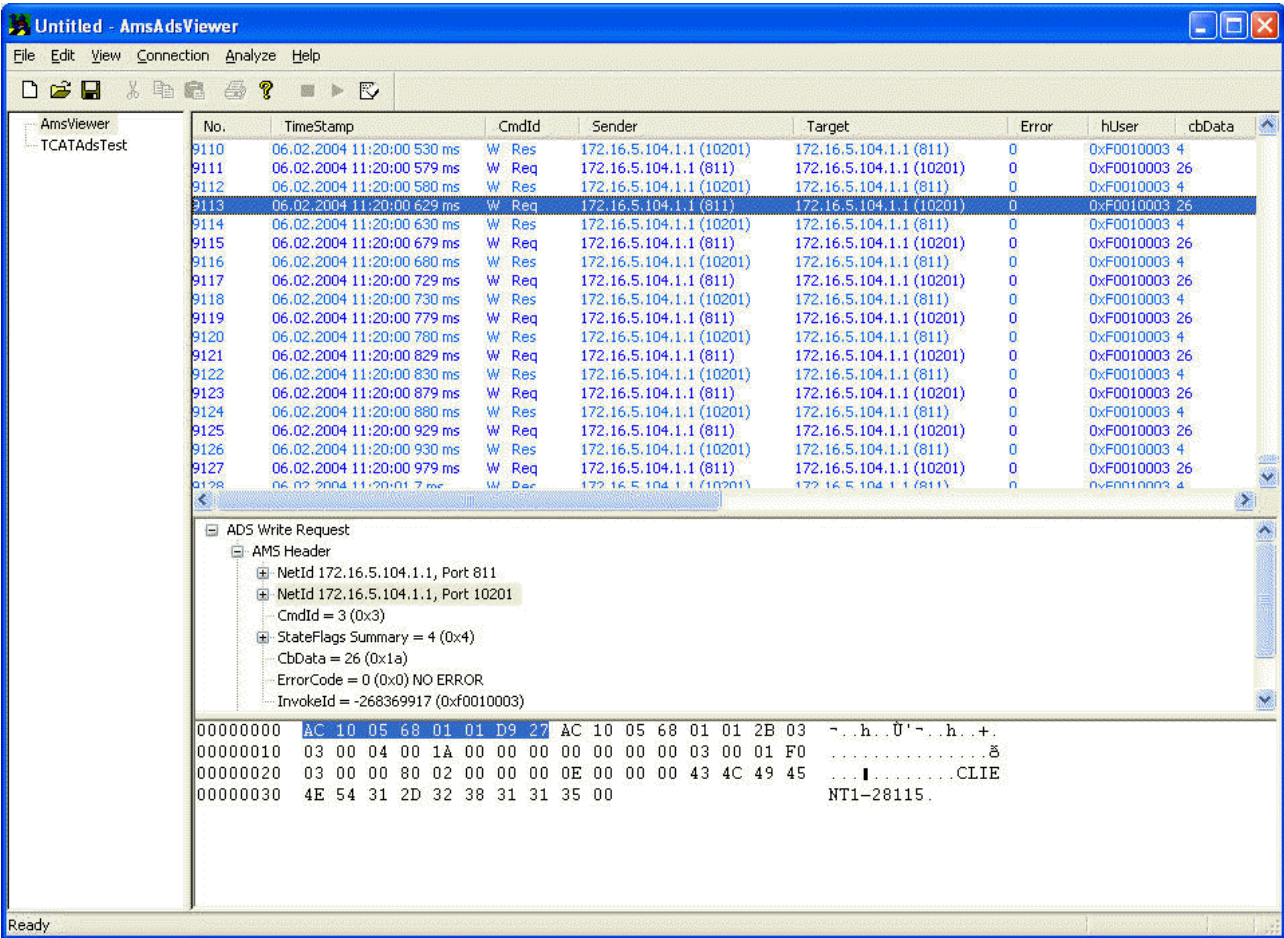 Untitled - AmsAdsViewer
File Edit View Connection Analyze Help
AmsViewer
TCATAdsTest
No. TimeStamp CmdId Sender Target Error hUser cbData
9110 06.02.2004 11:20:00 530 ms W Res 172.16.5.104.1.1 (10201) 172.16.5.104.1.1 (811) 0 0xF0010003 4
9111 06.02.2004 11:20:00 579 ms W Req 172.16.5.104.1.1 (811) 172.16.5.104.1.1 (10201) 0 0xF0010003 26
9112 06.02.2004 11:20:00 580 ms W Res 172.16.5.104.1.1 (10201) 172.16.5.104.1.1 (811) 0 0xF0010003 4
9113 06.02.2004 11:20:00 629 ms W Req 172.16.5.104.1.1 (811) 172.16.5.104.1.1 (10201) 0 0xF0010003 26
9114 06.02.2004 11:20:00 630 ms W Res 172.16.5.104.1.1 (10201) 172.16.5.104.1.1 (811) 0 0xF0010003 4
9115 06.02.2004 11:20:00 679 ms W Req 172.16.5.104.1.1 (811) 172.16.5.104.1.1 (10201) 0 0xF0010003 26
9116 06.02.2004 11:20:00 680 ms W Res 172.16.5.104.1.1 (10201) 172.16.5.104.1.1 (811) 0 0xF0010003 4
9117 06.02.2004 11:20:00 729 ms W Req 172.16.5.104.1.1 (811) 172.16.5.104.1.1 (10201) 0 0xF0010003 26
9118 06.02.2004 11:20:00 730 ms W Res 172.16.5.104.1.1 (10201) 172.16.5.104.1.1 (811) 0 0xF0010003 4
9119 06.02.2004 11:20:00 779 ms W Req 172.16.5.104.1.1 (811) 172.16.5.104.1.1 (10201) 0 0xF0010003 26
9120 06.02.2004 11:20:00 780 ms W Res 172.16.5.104.1.1 (10201) 172.16.5.104.1.1 (811) 0 0xF0010003 4
9121 06.02.2004 11:20:00 829 ms W Req 172.16.5.104.1.1 (811) 172.16.5.104.1.1 (10201) 0 0xF0010003 26
9122 06.02.2004 11:20:00 830 ms W Res 172.16.5.104.1.1 (10201) 172.16.5.104.1.1 (811) 0 0xF0010003 4
9123 06.02.2004 11:20:00 879 ms W Req 172.16.5.104.1.1 (811) 172.16.5.104.1.1 (10201) 0 0xF0010003 26
9124 06.02.2004 11:20:00 880 ms W Res 172.16.5.104.1.1 (10201) 172.16.5.104.1.1 (811) 0 0xF0010003 4
9125 06.02.2004 11:20:00 929 ms W Req 172.16.5.104.1.1 (811) 172.16.5.104.1.1 (10201) 0 0xF0010003 26
9126 06.02.2004 11:20:00 930 ms W Res 172.16.5.104.1.1 (10201) 172.16.5.104.1.1 (811) 0 0xF0010003 4
9127 06.02.2004 11:20:00 979 ms W Req 172.16.5.104.1.1 (811) 172.16.5.104.1.1 (10201) 0 0xF0010003 26
9128 06.02.2004 11:20:01 7 ms W Res 172.16.5.104.1.1 (10201) 172.16.5.104.1.1 (811) 0 0xF0010003 4
ADS Write Request
AMS Header
NetId 172.16.5.104.1.1, Port 811
NetId 172.16.5.104.1.1, Port 10201
CmdId = 3 (0x3)
StateFlags Summary = 4 (0x4)
CbData = 26 (0x1a)
ErrorCode = 0 (0x0) NO ERROR
InvokeId = -268369917 (0xf0010003)
00000000 AC 10 05 68 01 01 D9 27 AC 10 05 68 01 01 2B 03 ¬..h..Ù'¬..h..+.
00000010 03 00 04 00 1A 00 00 00 00 00 00 00 03 00 01 F0 ...............ð
00000020 03 00 00 80 02 00 00 00 0E 00 00 00 43 4C 49 45 ...▮........CLIE
00000030 4E 54 31 2D 32 38 31 31 35 00 NT1-28115.
Ready